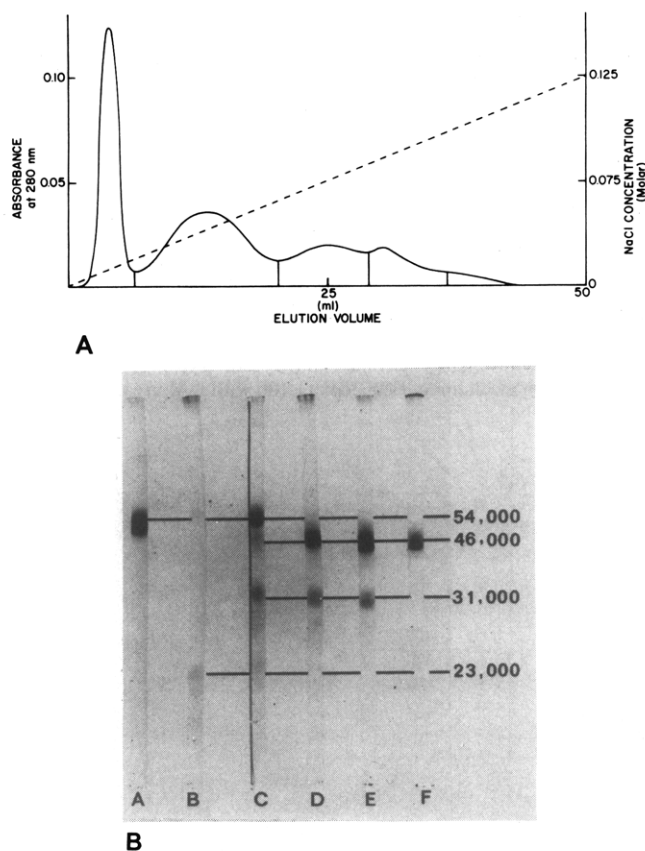 0.10
0.05
ABSORBANCE
at 280 nm
0.125
0.075
0
NaCl CONCENTRATION
(Molar)
25
50
(ml)
ELUTION VOLUME
A
54,000
46,000
31,000
23,000
A B C D E F
B